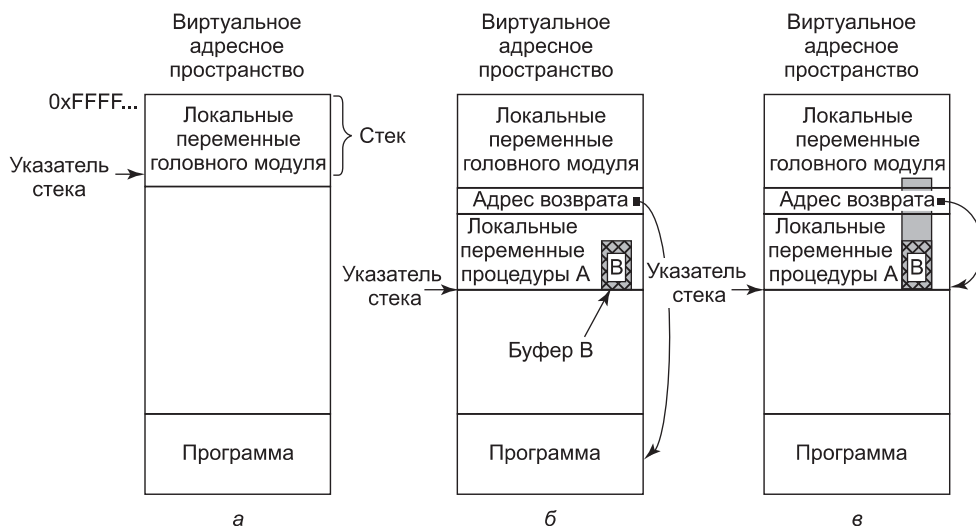 Виртуальное
адресное
пространство
0xFFFF...
Локальные
переменные
головного модуля
Стек
Указатель
стека
Программа
а
Виртуальное
адресное
пространство
Локальные
переменные
головного модуля
Адрес возврата
Локальные
переменные
процедуры А
В
Указатель
стека
Буфер В
Программа
б
Виртуальное
адресное
пространство
Локальные
переменные
головного модуля
Адрес возврата
Локальные
переменные
процедуры А
В
Указатель
стека
Программа
в